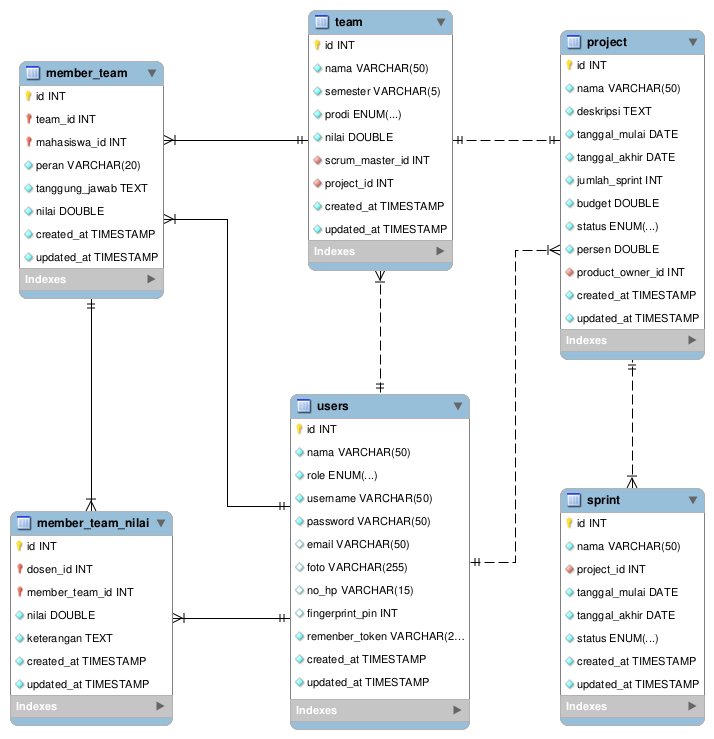 team
id INT
nama VARCHAR(50)
semester VARCHAR(5)
prodi ENUM(...)
nilai DOUBLE
scrum_master_id INT
project_id INT
created_at TIMESTAMP
updated_at TIMESTAMP
Indexes
project
id INT
nama VARCHAR(50)
deskripsi TEXT
tanggal_mulai DATE
tanggal_akhir DATE
jumlah_sprint INT
budget DOUBLE
status ENUM(...)
persen DOUBLE
product_owner_id INT
created_at TIMESTAMP
updated_at TIMESTAMP
Indexes
member_team
id INT
team_id INT
mahasiswa_id INT
peran VARCHAR(20)
tanggung_jawab TEXT
nilai DOUBLE
created_at TIMESTAMP
updated_at TIMESTAMP
Indexes
users
id INT
nama VARCHAR(50)
role ENUM(...)
username VARCHAR(50)
password VARCHAR(50)
email VARCHAR(50)
foto VARCHAR(255)
no_hp VARCHAR(15)
fingerprint_pin INT
remenber_token VARCHAR(2...
created_at TIMESTAMP
updated_at TIMESTAMP
Indexes
member_team_nilai
id INT
dosen_id INT
member_team_id INT
nilai DOUBLE
keterangan TEXT
created_at TIMESTAMP
updated_at TIMESTAMP
Indexes
sprint
id INT
nama VARCHAR(50)
project_id INT
tanggal_mulai DATE
tanggal_akhir DATE
status ENUM(...)
created_at TIMESTAMP
updated_at TIMESTAMP
Indexes